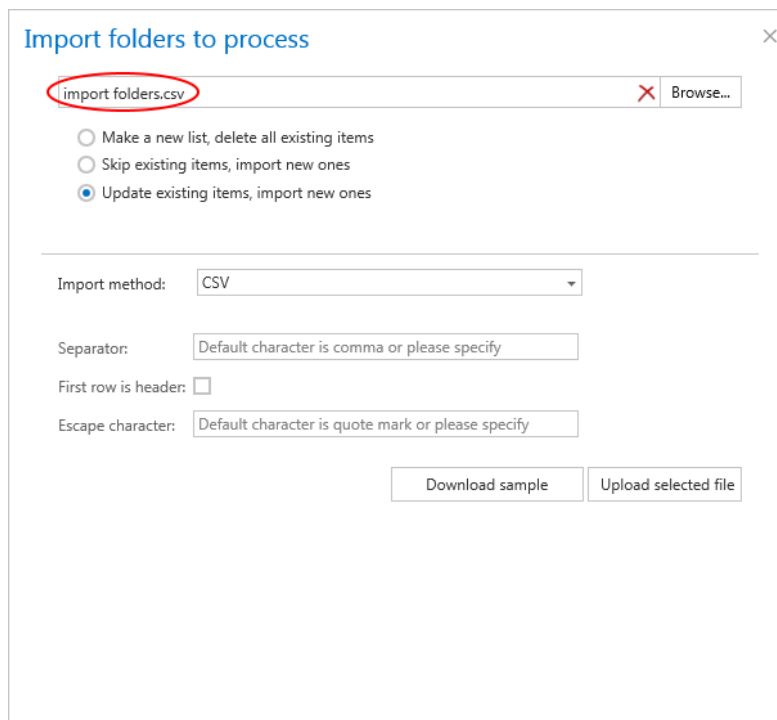 Import folders to process
import folders.csv Browse...
Make a new list, delete all existing items
Skip existing items, import new ones
Update existing items, import new ones
Import method: CSV
Separator: Default character is comma or please specify
First row is header:
Escape character: Default character is quote mark or please specify
Download sample Upload selected file